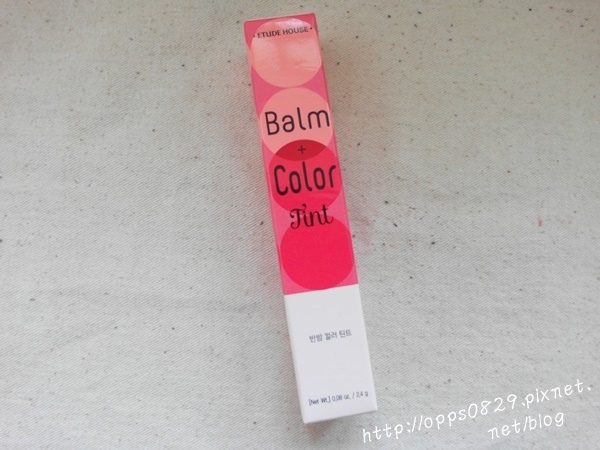 ETUDE HOUSE
Balm
+
Color
Tint
반밤 컬러 틴트
[Net Wt.] 0.08 oz. / 2.4 g
http://opps0829.pixnet.
net/blog